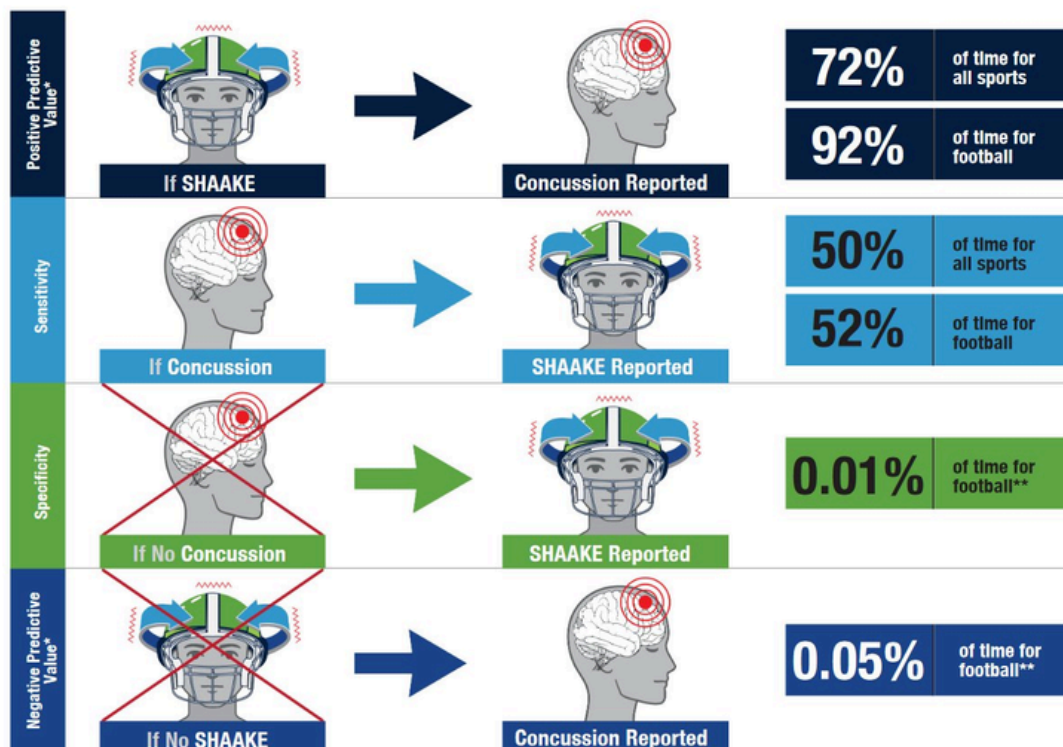 Positive Predictive
Value*
If SHAAKE
Concussion Reported
72%
of time for
all sports
92%
of time for
football
Sensitivity
If Concussion
SHAAKE Reported
50%
of time for
all sports
52%
of time for
football
Specificity
If No Concussion
SHAAKE Reported
0.01%
of time for
football**
Negative Predictive
Value*
If No SHAAKE
Concussion Reported
0.05%
of time for
football**